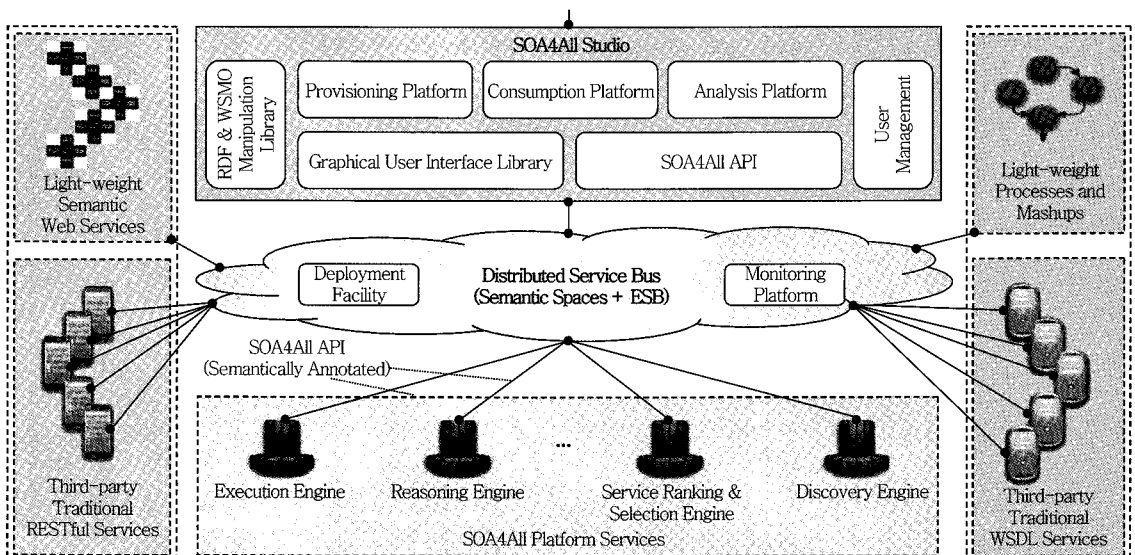 SOA4All Studio
RDF & WSMO
Manipulation
Library
Provisioning Platform
Consumption Platform
Analysis Platform
User
Management
Graphical User Interface Library
SOA4All API
Light-weight
Semantic
Web Services
Light-weight
Processes and
Mashups
Deployment
Facility
Distributed Service Bus
(Semantic Spaces + ESB)
Monitoring
Platform
SOA4All API
(Semantically Annotated)
Third-party
Traditional
RESTful Services
Execution Engine
Reasoning Engine
...
Service Ranking &
Selection Engine
Discovery Engine
SOA4All Platform Services
Third-party
Traditional
WSDL Services